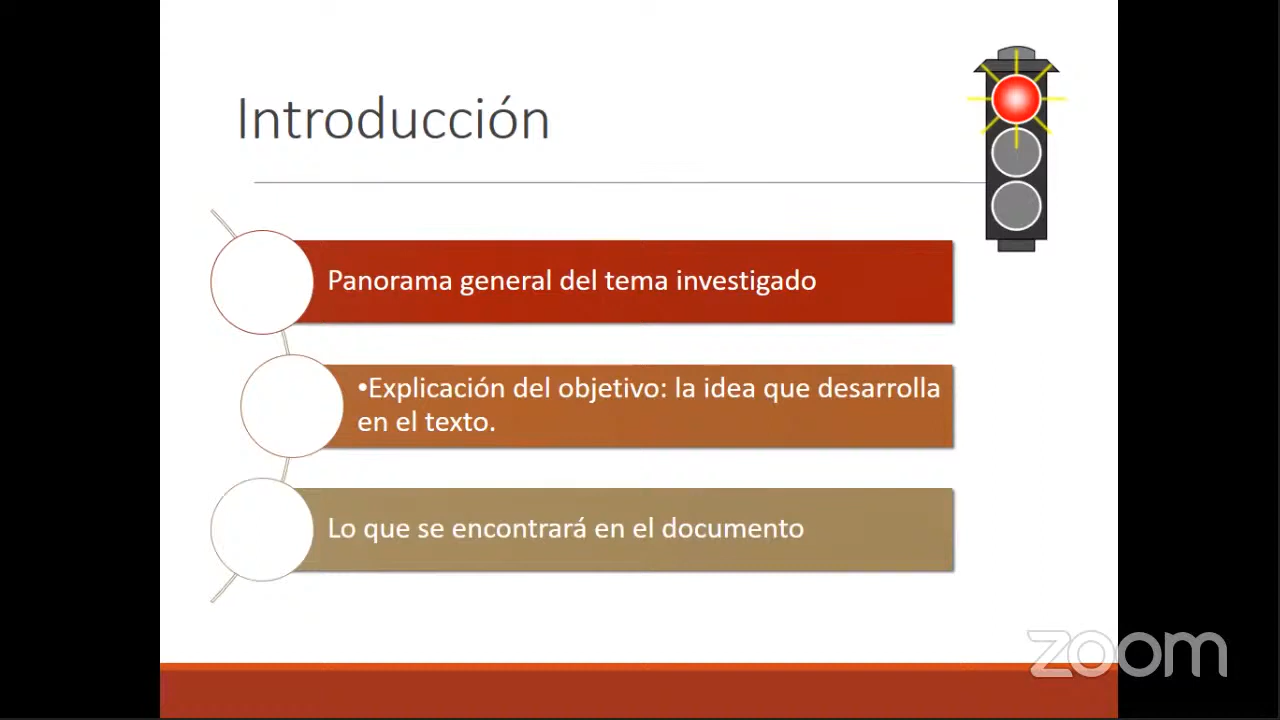 Introducción
Panorama general del tema investigado
•Explicación del objetivo: la idea que desarrolla
en el texto.
Lo que se encontrará en el documento
zoom